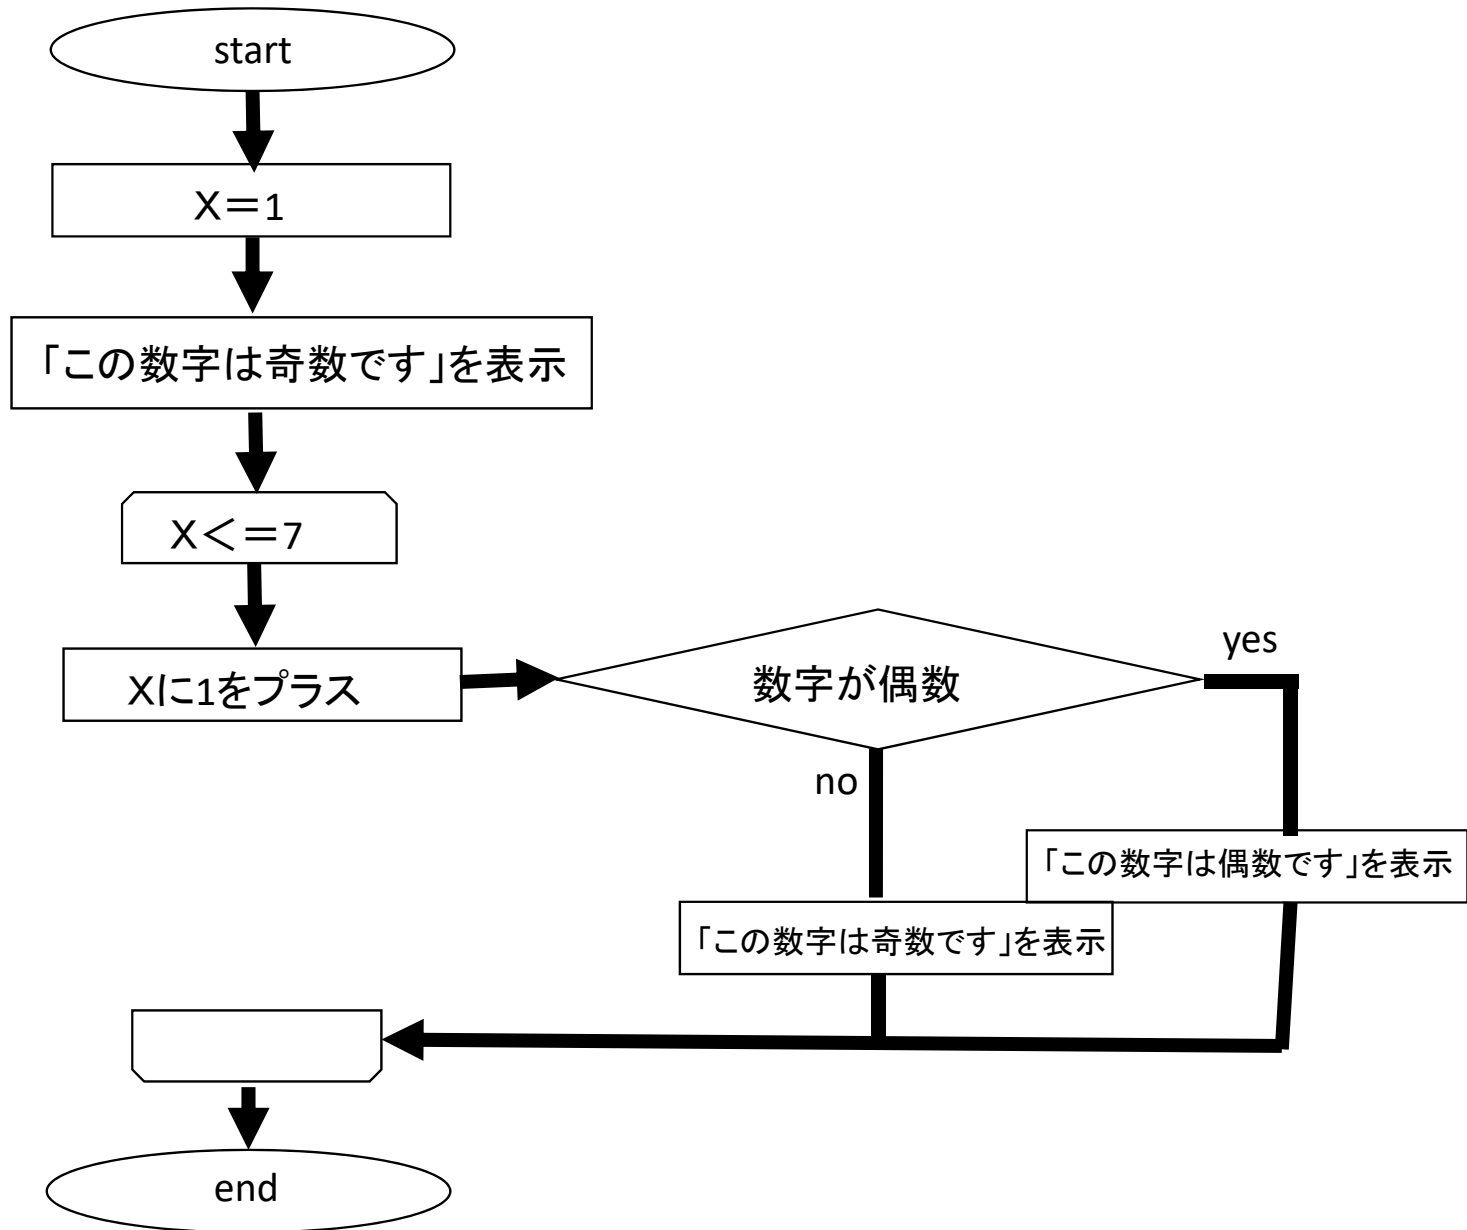 start
X＝1
「この数字は奇数です」を表示
X＜＝7
Xに1をプラス
数字が偶数
yes
no
「この数字は偶数です」を表示
「この数字は奇数です」を表示
end